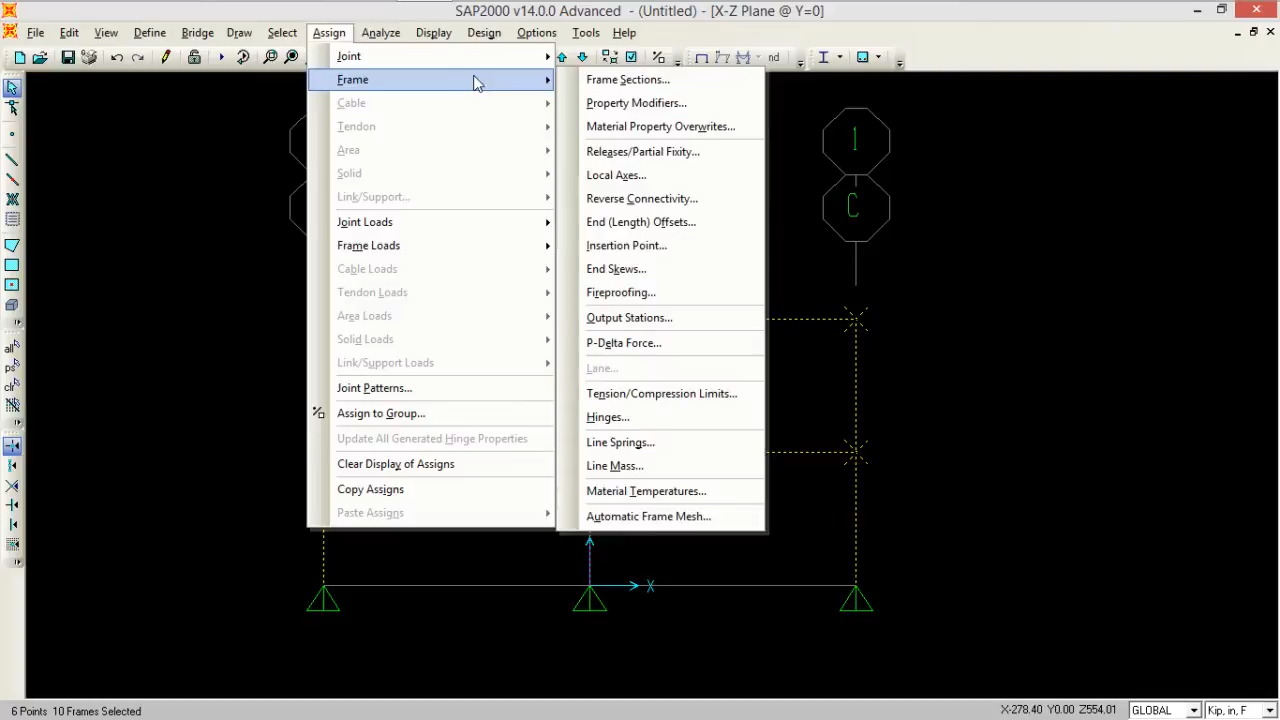 SAP2000 v14.0.0 Advanced - (Untitled) - [X-Z Plane @ Y=0]
File Edit View Define Bridge Draw Select Assign Analyze Display Design Options Tools Help
nd
Joint
Frame
Cable
Tendon
Area
Solid
Link/Support...
Joint Loads
Frame Loads
Cable Loads
Tendon Loads
Area Loads
Solid Loads
Link/Support Loads
Joint Patterns...
Assign to Group...
Update All Generated Hinge Properties
Clear Display of Assigns
Copy Assigns
Paste Assigns
Frame Sections...
Property Modifiers...
Material Property Overwrites...
Releases/Partial Fixity...
Local Axes...
Reverse Connectivity...
End (Length) Offsets...
Insertion Point...
End Skews...
Fireproofing...
Output Stations...
P-Delta Force...
Lane...
Tension/Compression Limits...
Hinges...
Line Springs...
Line Mass...
Material Temperatures...
Automatic Frame Mesh...
all
ps
clr
1
C
X
6 Points 10 Frames Selected
X-278.40 Y0.00 Z554.01
GLOBAL
Kip, in, F